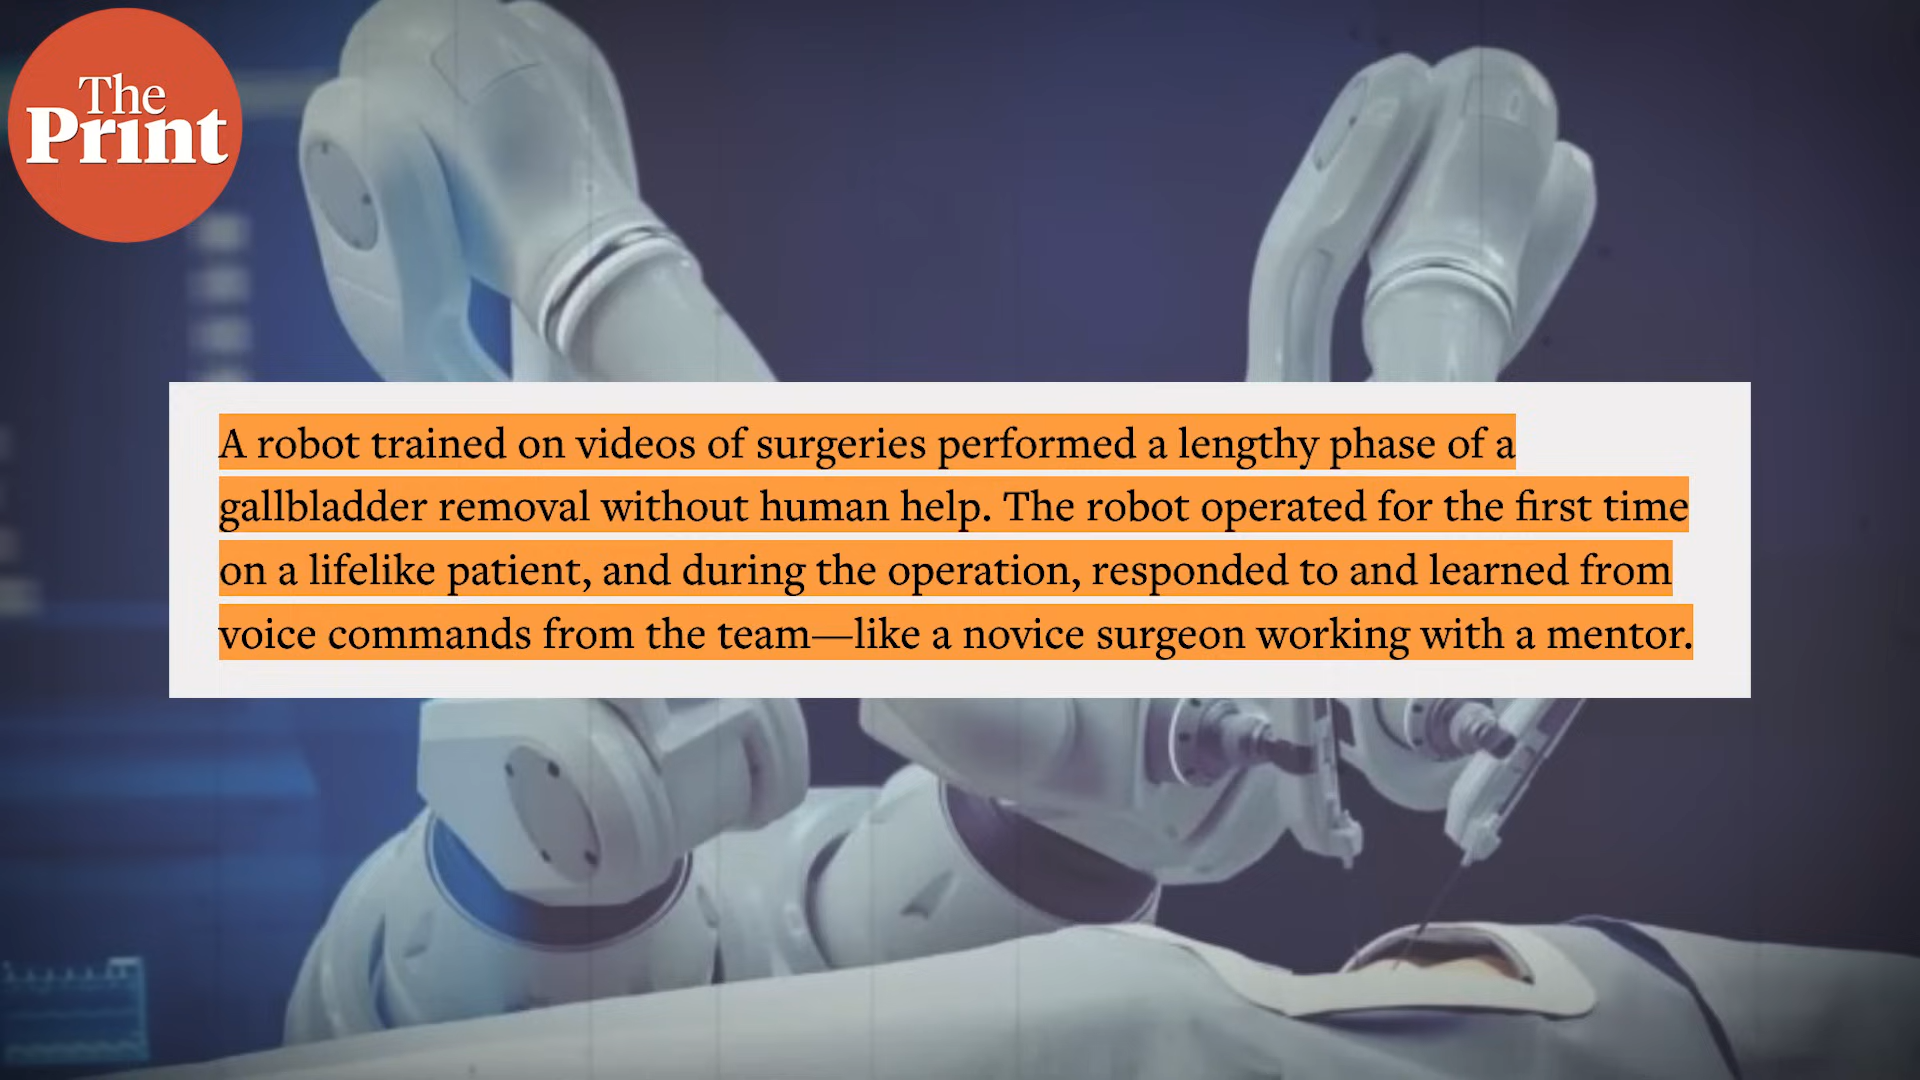 The
Print
A robot trained on videos of surgeries performed a lengthy phase of a
gallbladder removal without human help. The robot operated for the first time
on a lifelike patient, and during the operation, responded to and learned from
voice commands from the team—like a novice surgeon working with a mentor.